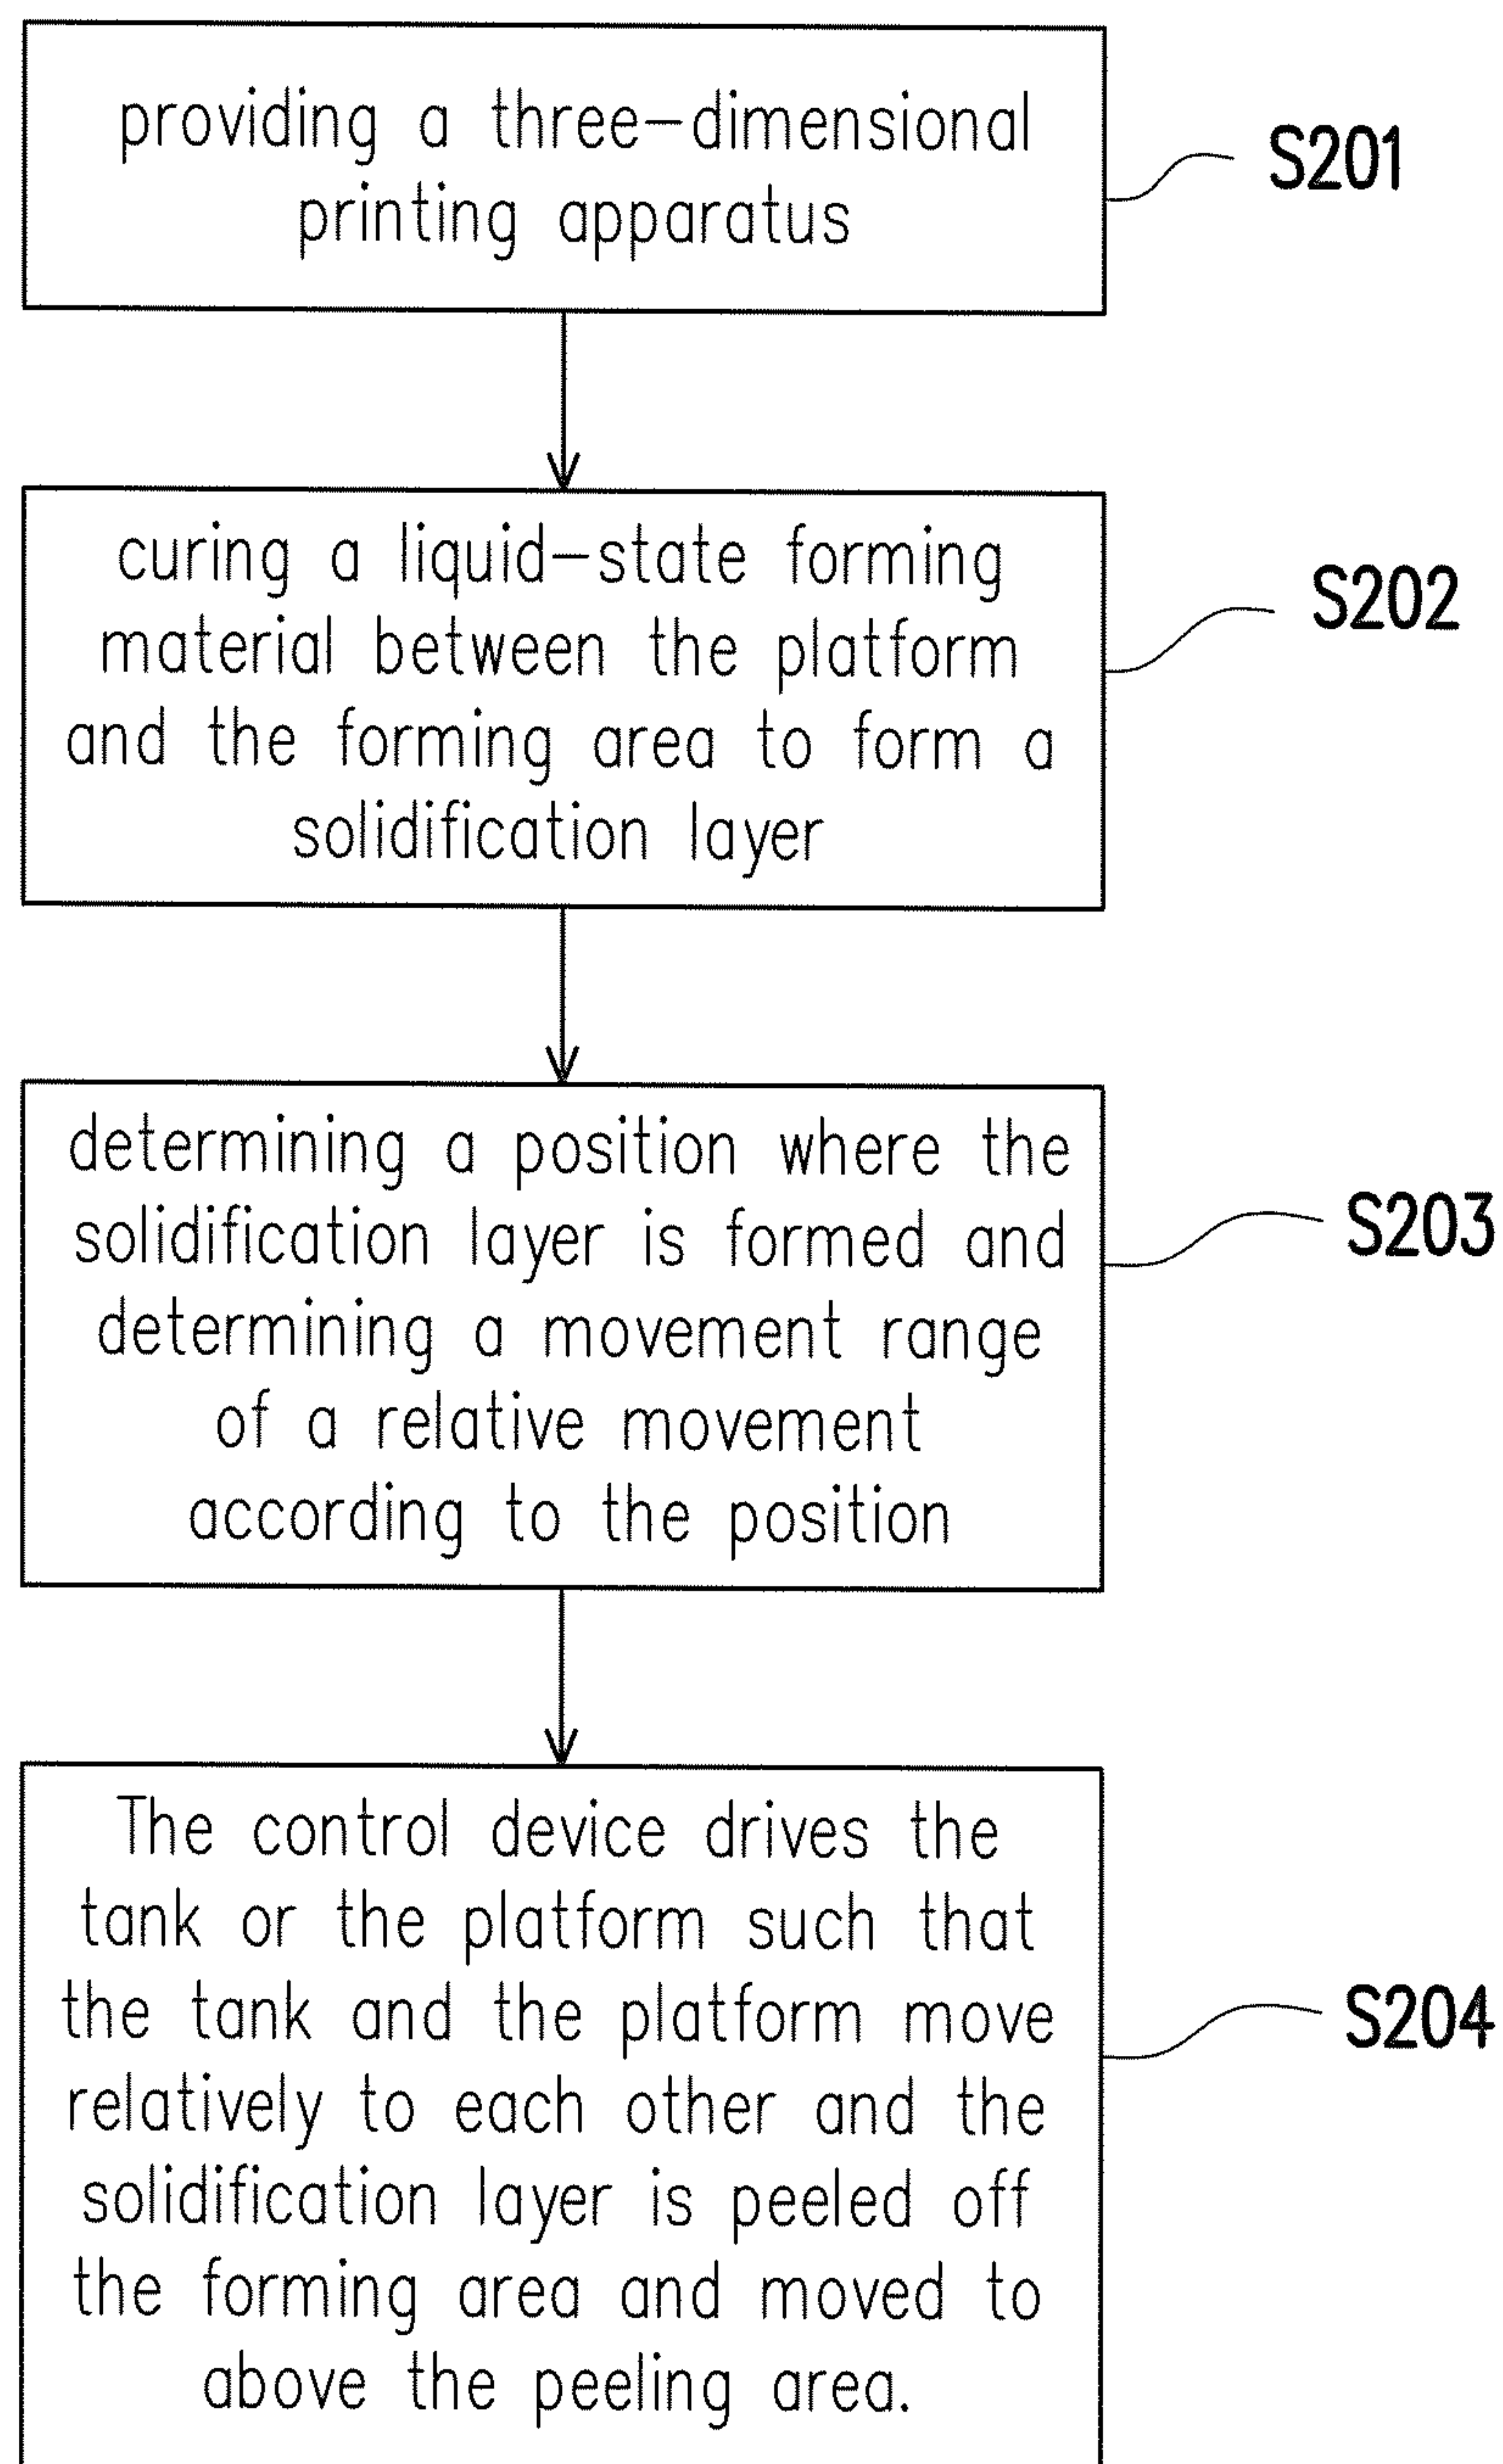 providing a three-dimensional
printing apparatus
S201
curing a liquid-state forming
material between the platform
and the forming area to form a
solidification layer
S202
determining a position where the
solidification layer is formed and
determining a movement range
of a relative movement
according to the position
S203
The control device drives the
tank or the platform such that
the tank and the platform move
relatively to each other and the
solidification layer is peeled off
the forming area and moved to
above the peeling area.
S204